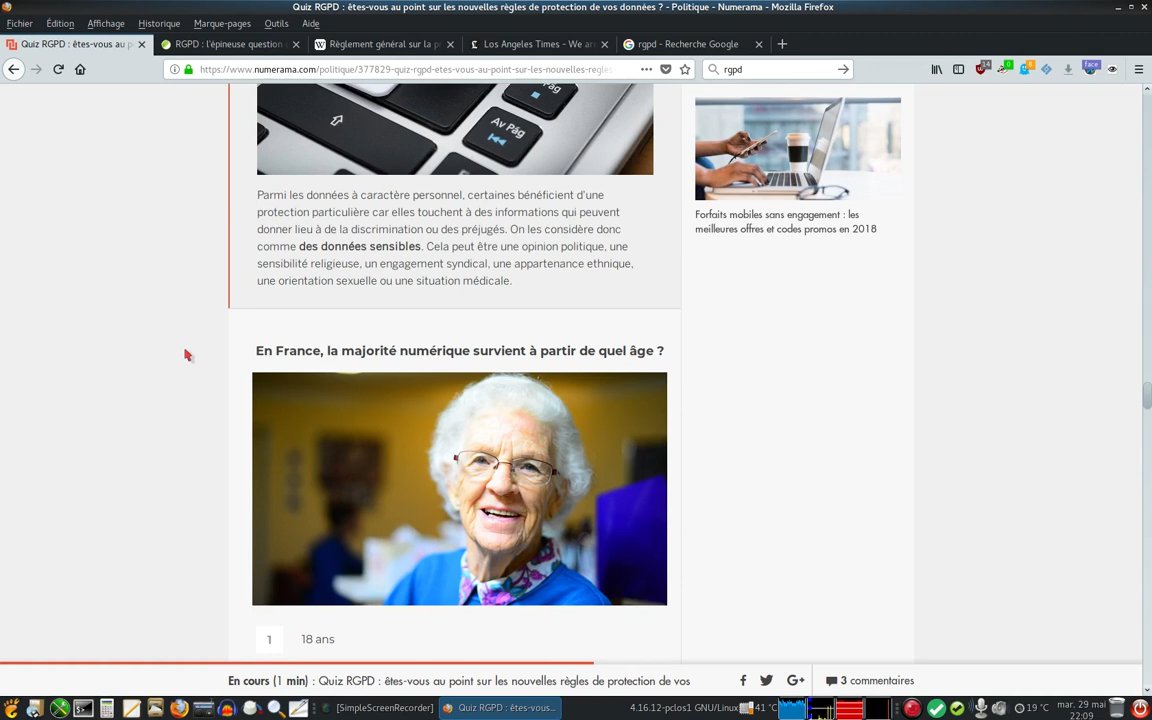 Quiz RGPD : êtes-vous au point sur les nouvelles règles de protection de vos données ? - Politique - Numerama - Mozilla Firefox
Fichier Édition Affichage Historique Marque-pages Outils Aide
Quiz RGPD : êtes-vous au p
RGPD : l'épineuse question
Règlement général sur la p
Los Angeles Times - We are
rgpd - Recherche Google
https://www.numerama.com/politique/377829-quiz-rgpd-etes-vous-au-point-sur-les-nouvelles-regles
rgpd
Av Pág
Parmi les données à caractère personnel, certaines bénéficient d'une
protection particulière car elles touchent à des informations qui peuvent
donner lieu à de la discrimination ou des préjugés. On les considère donc
comme des données sensibles. Cela peut être une opinion politique, une
sensibilité religieuse, un engagement syndical, une appartenance ethnique,
une orientation sexuelle ou une situation médicale.
Forfaits mobiles sans engagement : les
meilleures offres et codes promos en 2018
En France, la majorité numérique survient à partir de quel âge ?
1 18 ans
En cours (1 min) : Quiz RGPD : êtes-vous au point sur les nouvelles règles de protection de vos
G+ 3 commentaires
[SimpleScreenRecorder]
Quiz RGPD : êtes-vous...
4.16.12-pclos1 GNU/Linux
41 °C
19 °C
mar. 29 mai
22:09